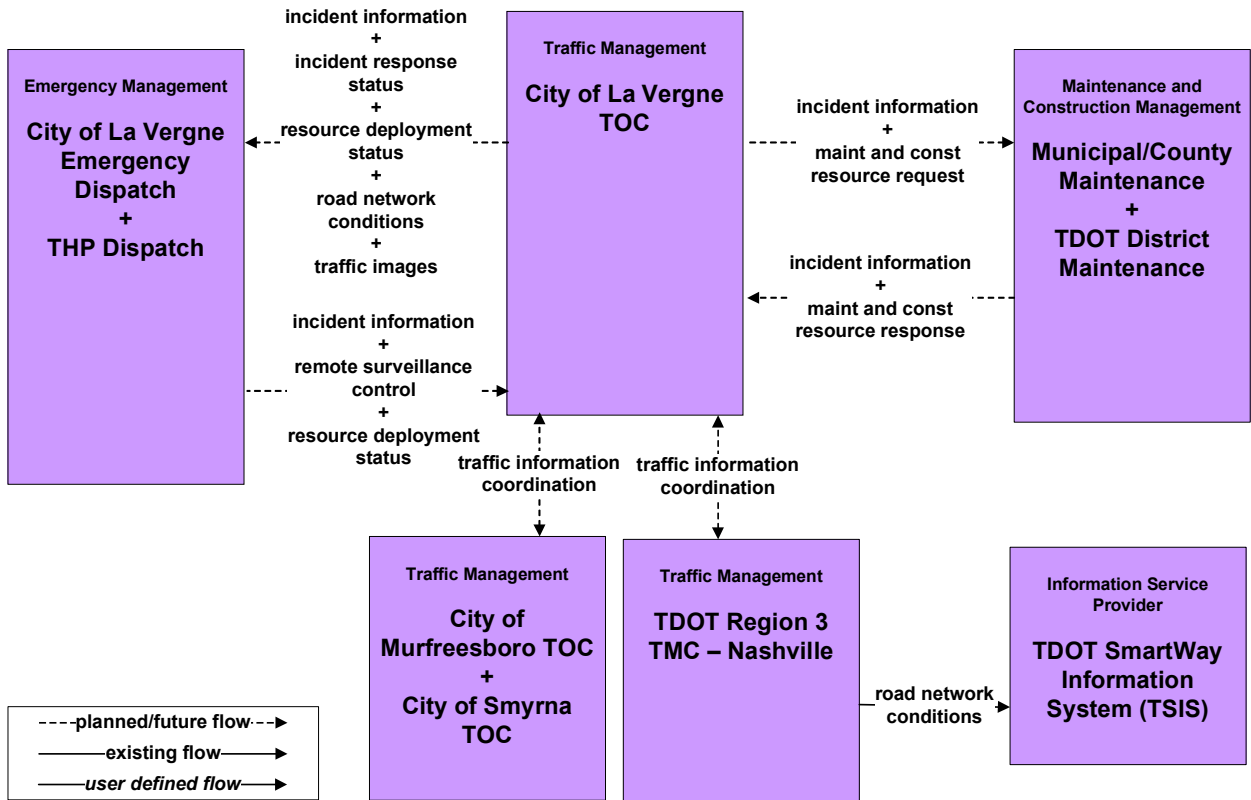 Emergency Management
City of La Vergne
Emergency
Dispatch
+
THP Dispatch
incident information
+
incident response
status
+
resource deployment
status
+
road network
conditions
+
traffic images
incident information
+
remote surveillance
control
+
resource deployment
status
Traffic Management
City of La Vergne
TOC
incident information
+
maint and const
resource request
incident information
+
maint and const
resource response
Maintenance and
Construction Management
Municipal/County
Maintenance
+
TDOT District
Maintenance
traffic information
coordination
traffic information
coordination
Traffic Management
City of
Murfreesboro TOC
+
City of Smyrna
TOC
Traffic Management
TDOT Region 3
TMC – Nashville
road network
conditions
Information Service
Provider
TDOT SmartWay
Information
System (TSIS)
planned/future flow
existing flow
user defined flow